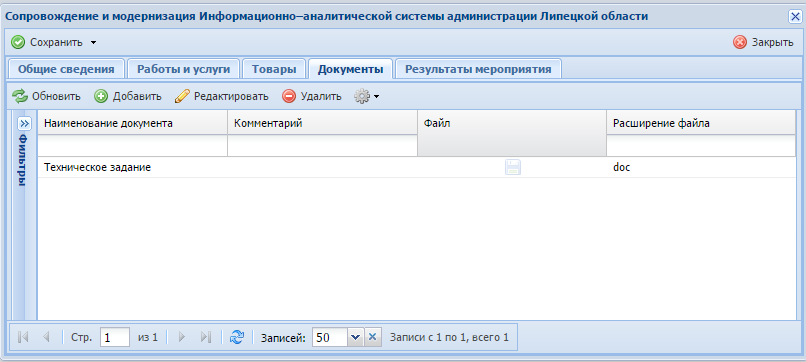 Сопровождение и модернизация Информационно–аналитической системы администрации Липецкой области
Сохранить Закрыть
Общие сведения Работы и услуги Товары Документы Результаты мероприятия
Обновить Добавить Редактировать Удалить
Фильтры
Наименование документа Комментарий Файл Расширение файла
Техническое задание doc
Стр. 1 из 1 Записей: 50 Записи с 1 по 1, всего 1